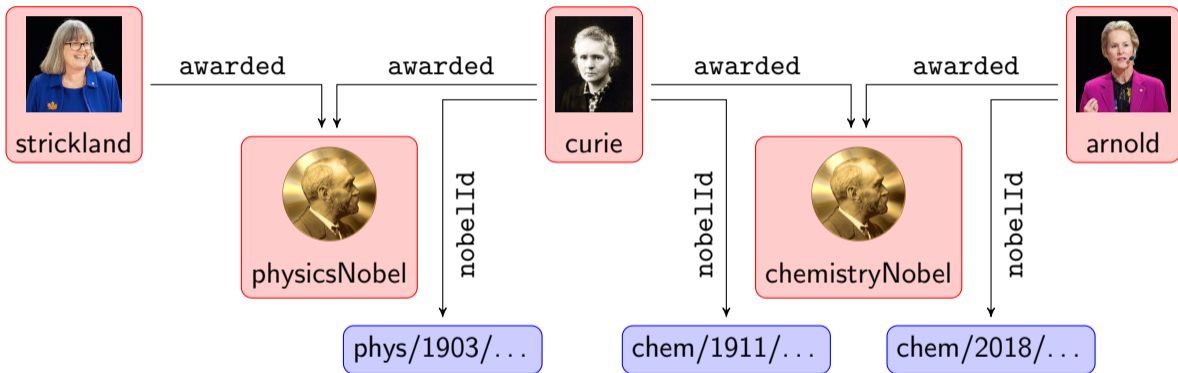 awarded
awarded
awarded
awarded
strickland
curie
arnold
nobelId
nobelId
nobelId
physicsNobel
chemistryNobel
phys/1903/...
chem/1911/...
chem/2018/...